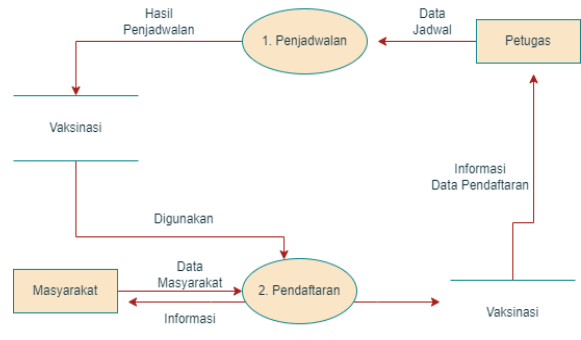 Hasil
Penjadwalan
1. Penjadwalan
Data
Jadwal
Petugas
Vaksinasi
Informasi
Data Pendaftaran
Digunakan
Masyarakat
Data
Masyarakat
2. Pendaftaran
Informasi
Vaksinasi